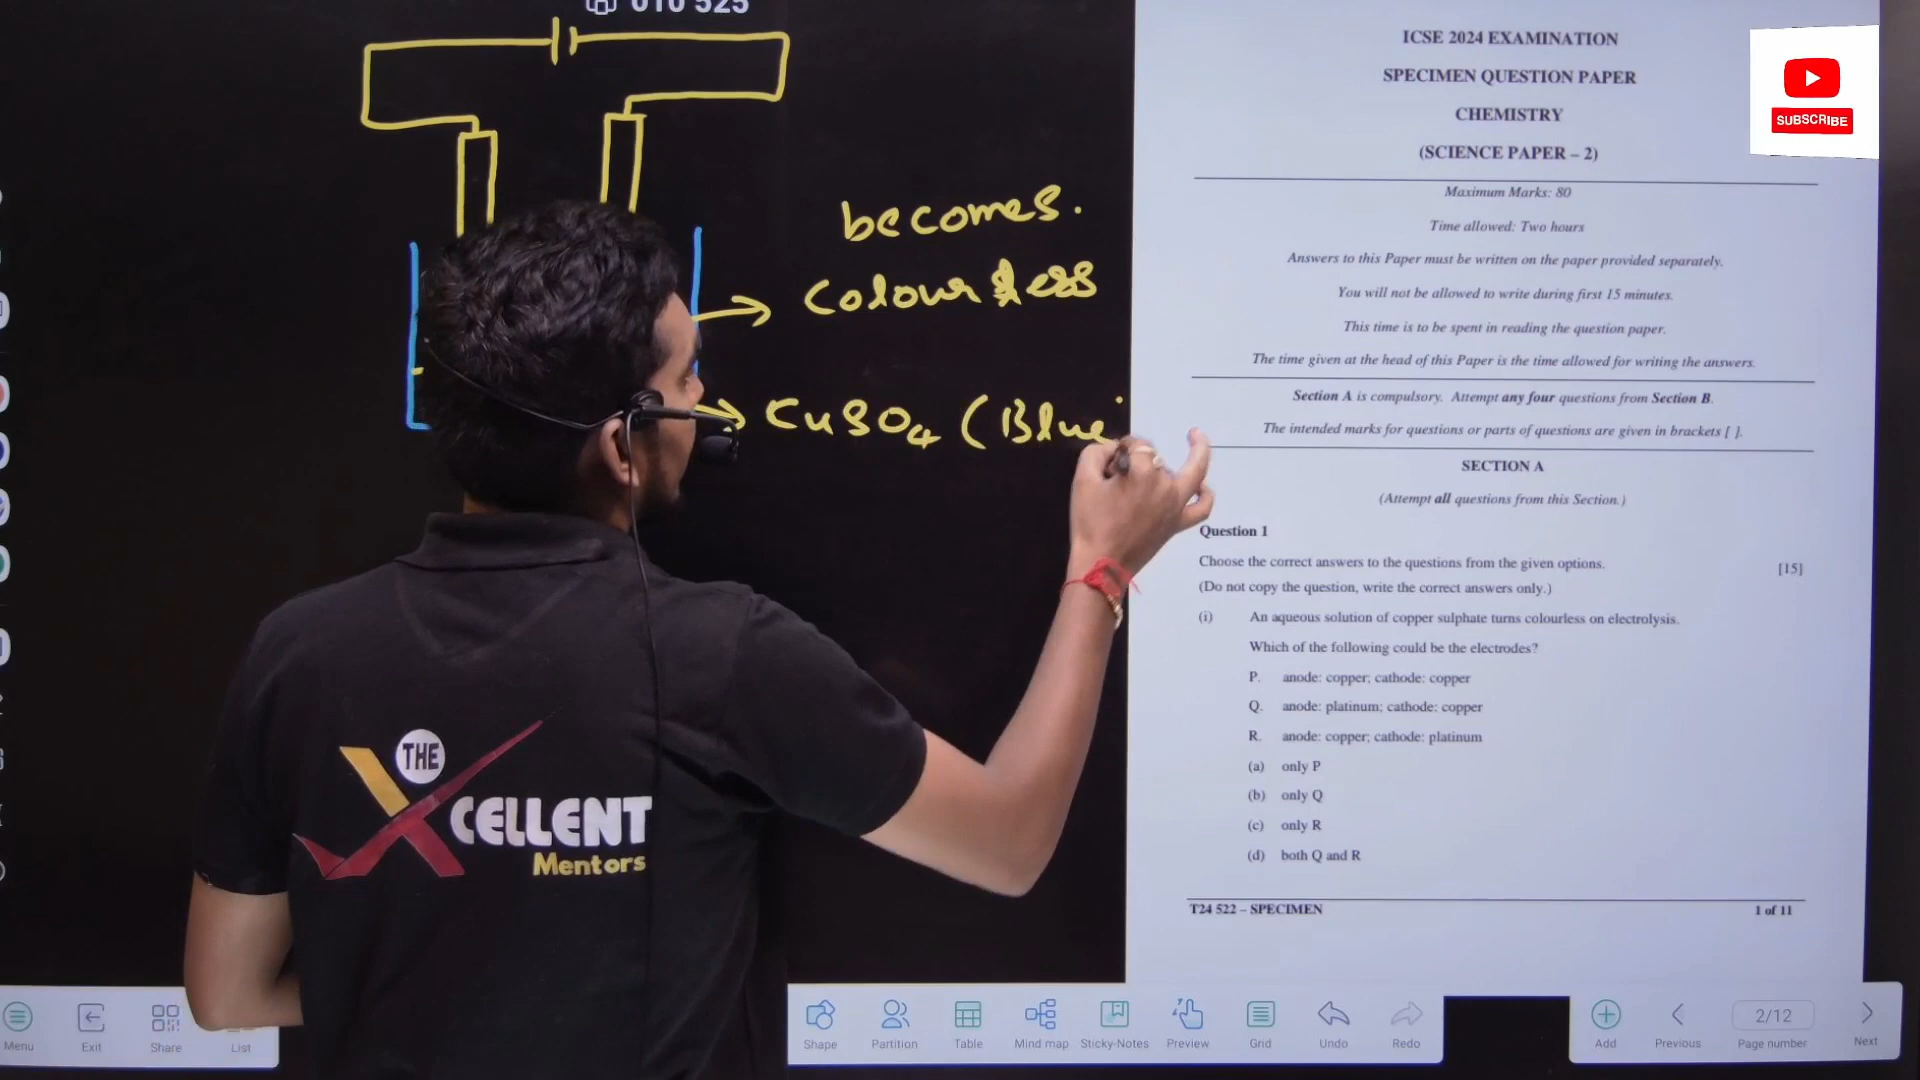 010 525
becomes.
Colourless
CuSO4 (Blue
THE
XCELLENT
Mentors
ICSE 2024 EXAMINATION
SPECIMEN QUESTION PAPER
CHEMISTRY
(SCIENCE PAPER – 2)
Maximum Marks: 80
Time allowed: Two hours
Answers to this Paper must be written on the paper provided separately.
You will not be allowed to write during first 15 minutes.
This time is to be spent in reading the question paper.
The time given at the head of this Paper is the time allowed for writing the answers.
Section A is compulsory. Attempt any four questions from Section B.
The intended marks for questions or parts of questions are given in brackets [ ].
SECTION A
(Attempt all questions from this Section.)
Question 1
Choose the correct answers to the questions from the given options. [15]
(Do not copy the question, write the correct answers only.)
(i) An aqueous solution of copper sulphate turns colourless on electrolysis.
Which of the following could be the electrodes?
P. anode: copper; cathode: copper
Q. anode: platinum; cathode: copper
R. anode: copper; cathode: platinum
(a) only P
(b) only Q
(c) only R
(d) both Q and R
T24 522 – SPECIMEN 1 of 11
SUBSCRIBE
Menu Exit Share List
Shape Partition Table Mind map Sticky-Notes Preview Grid Undo Redo
2/12
Add Previous Page number Next